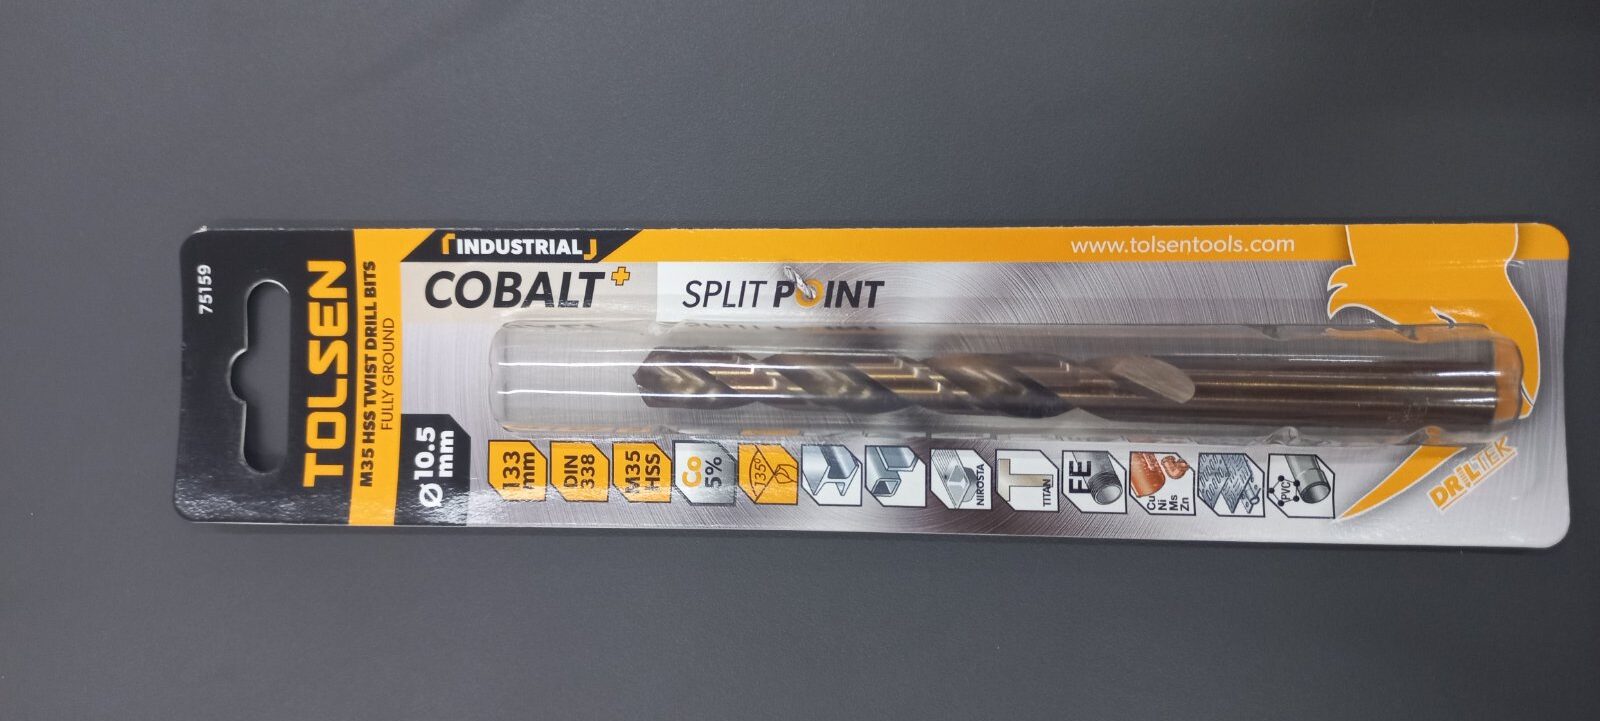 75159
TOLSEN
M35 HSS TWIST DRILL BITS
FULLY GROUND
INDUSTRIAL
COBALT+
SPLIT POINT
www.tolsentools.com
Ø10.5
mm
133
mm
DIN
338
M35
HSS
Co
5%
135°
NIROSTA
TITAN
FE
Cu
Ni
Ms
Zn
PVC
DRILTEK